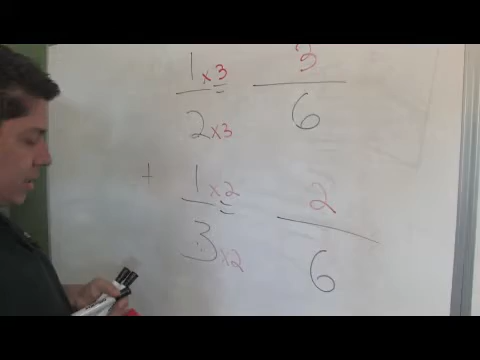 1 x 3 = 3
2 x 3 6
+ 1 x 2 = 2
3 x 2 6